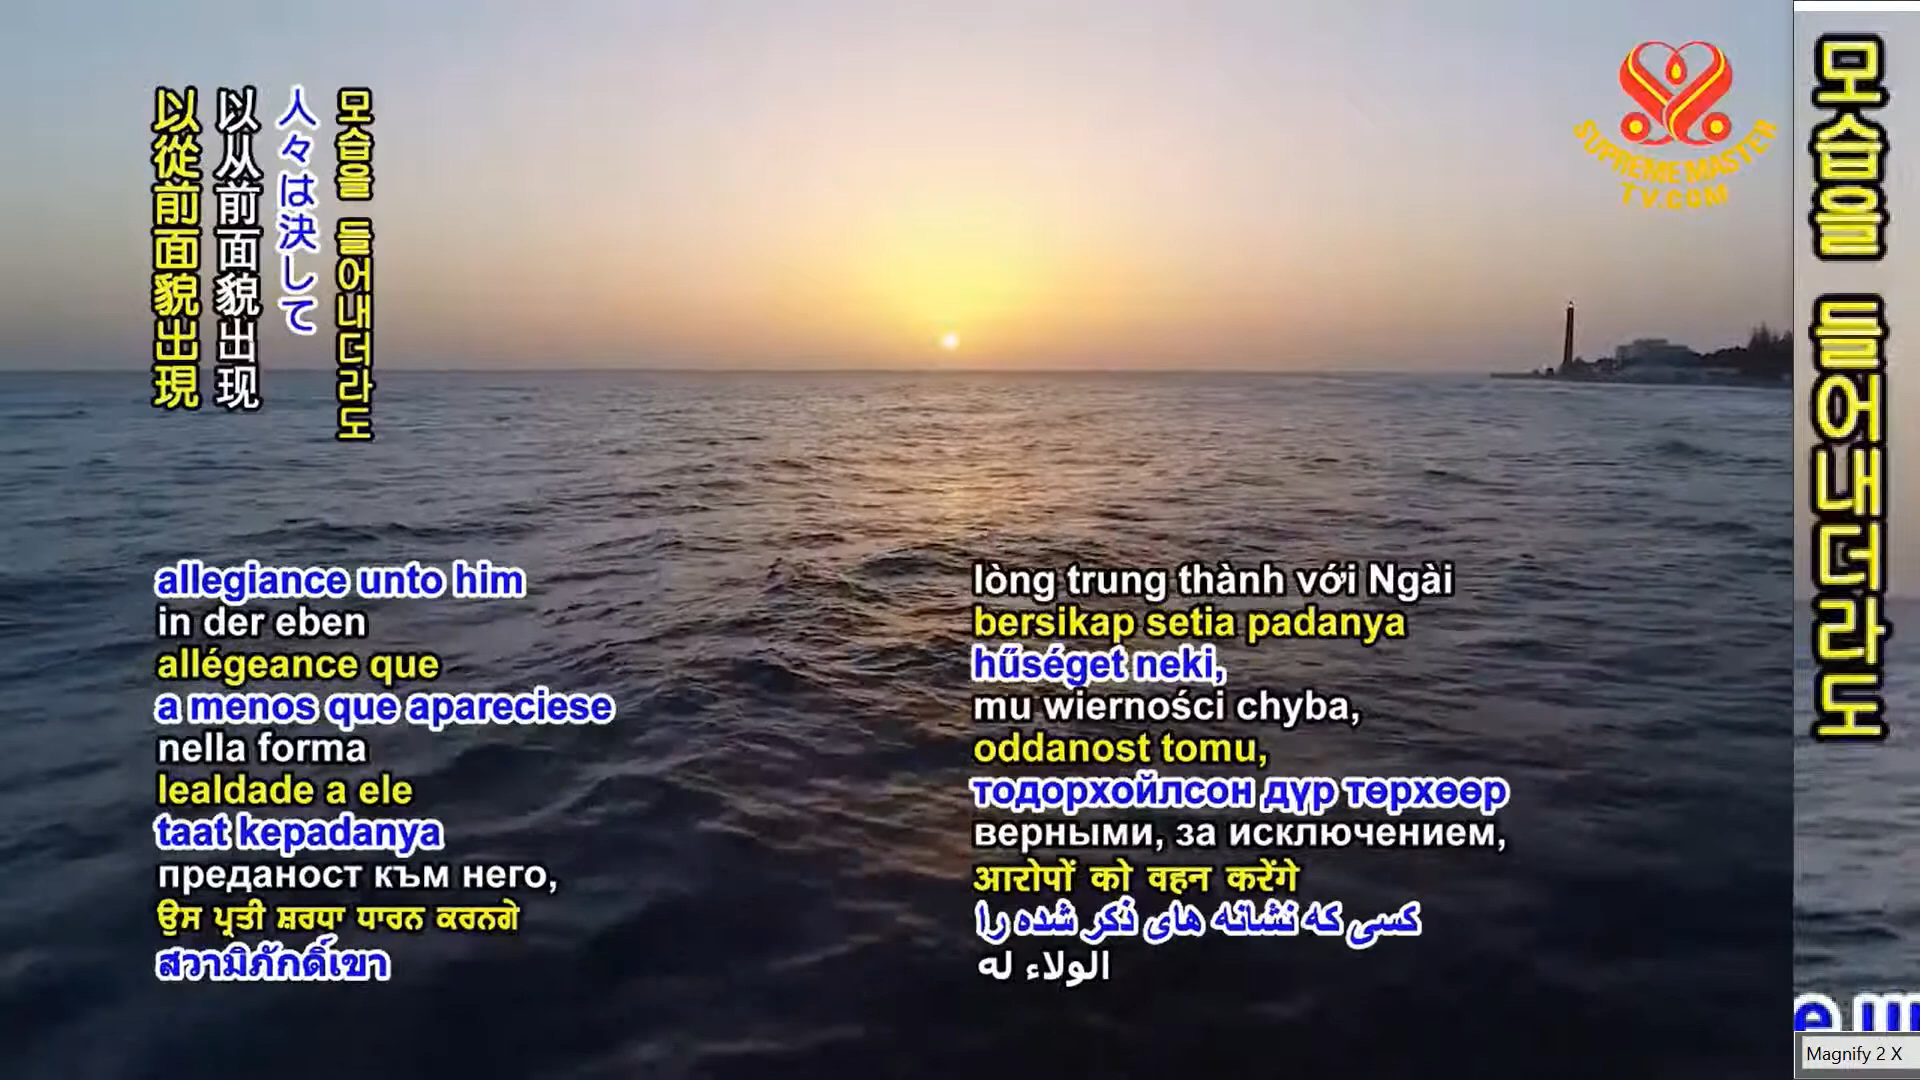 以從前面貌出現
以从前面貌出现
人々は決して
모습을 들어내더라도
SUPREME MASTER
TV.COM
allegiance unto him
in der eben
allégeance que
a menos que apareciese
nella forma
lealdade a ele
taat kepadanya
преданост към него,
ਉਸ ਪ੍ਰਤੀ ਸ਼ਰਧਾ ਧਾਰਨ ਕਰਨਗੇ
สวามิภักดิ์เขา
lòng trung thành với Ngài
bersikap setia padanya
hűséget neki,
mu wierności chyba,
oddanost tomu,
тодорхойлсон дүр төрхөөр
верными, за исключением,
आरोपों को वहन करेंगे
کسی که نشانه های ذکر شده را
الولاء له
모습을 들어내더라도
Magnify 2 X